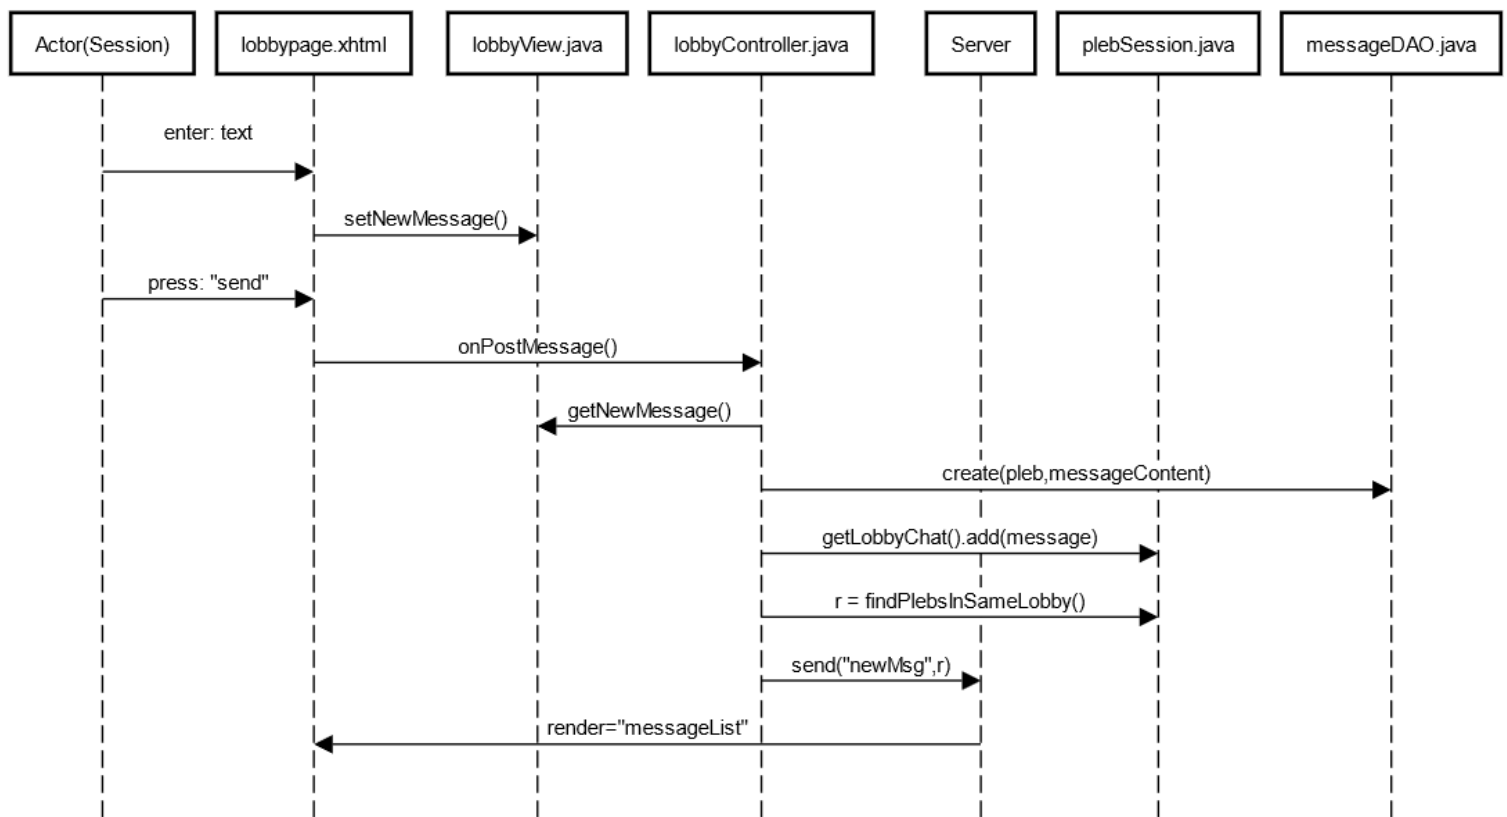 Actor(Session)
lobbypage.xhtml
lobbyView.java
lobbyController.java
Server
plebSession.java
messageDAO.java
enter: text
setNewMessage()
press: "send"
onPostMessage()
getNewMessage()
create(pleb,messageContent)
getLobbyChat().add(message)
r = findPlebsInSameLobby()
send("newMsg",r)
render="messageList"